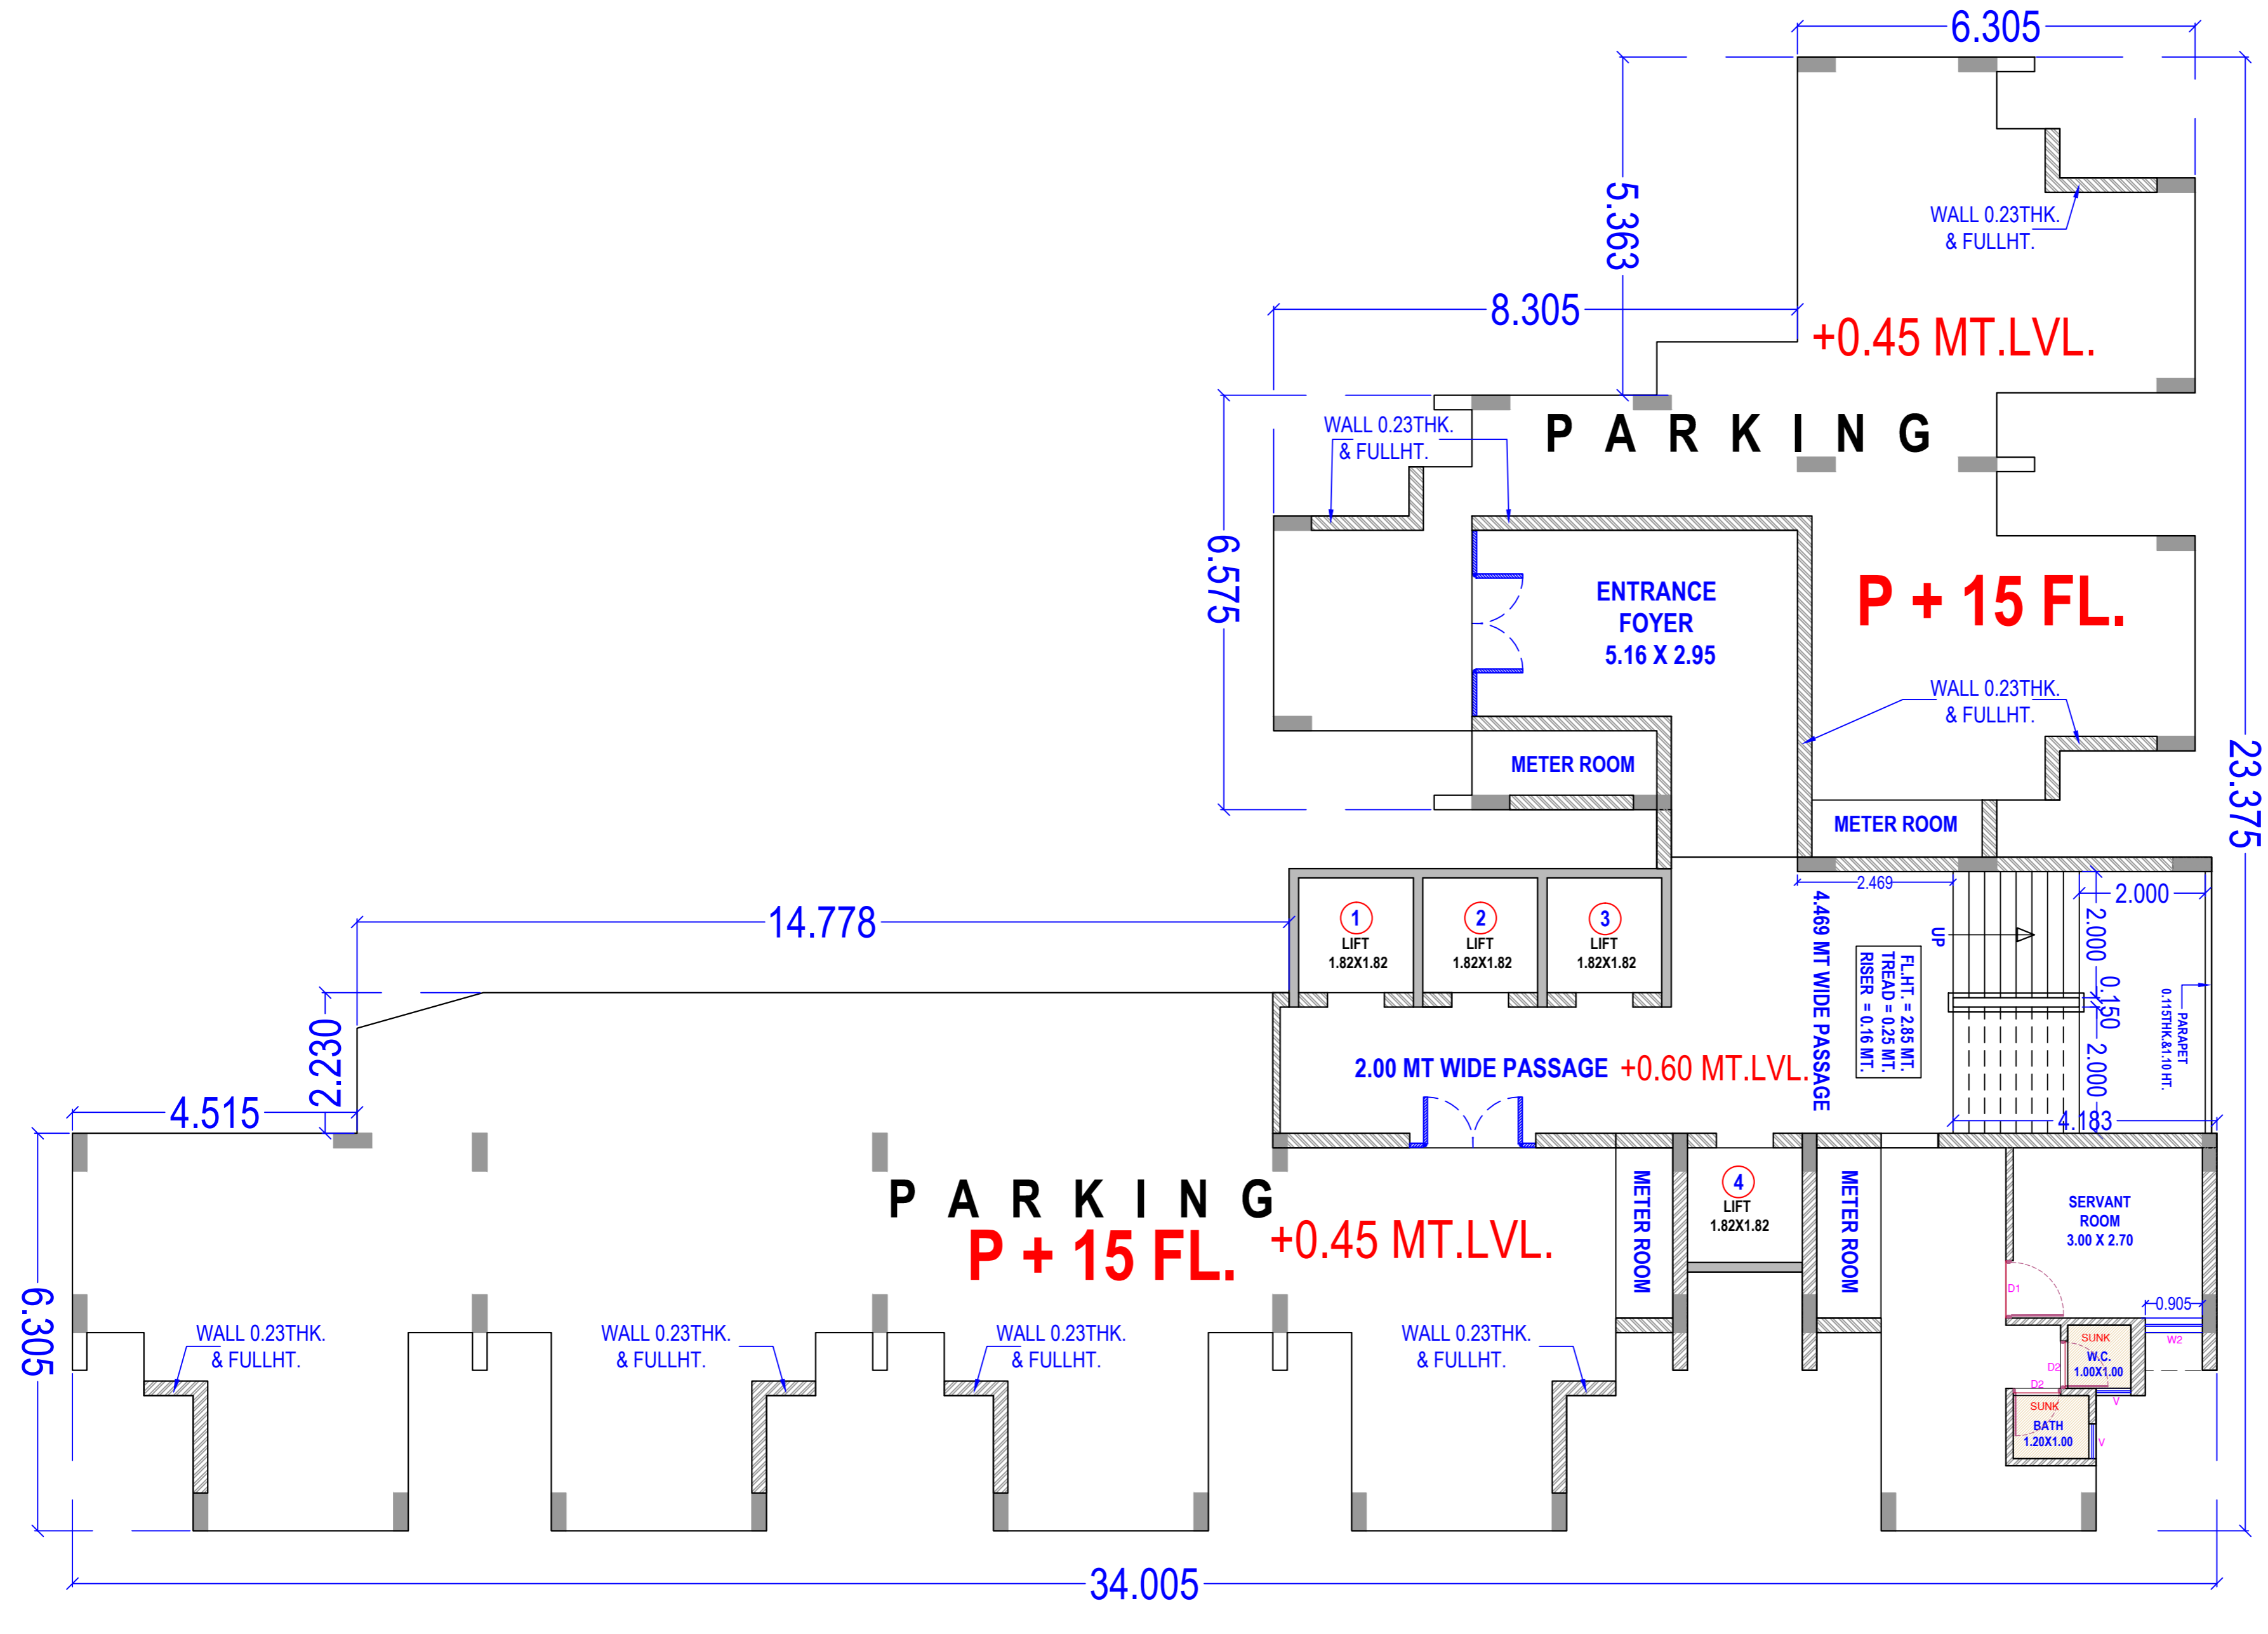 6.305
5.363
WALL 0.23THK.
& FULLHT.
8.305
+0.45 MT.LVL.
WALL 0.23THK.
& FULLHT.
P A R K I N G
6.575
ENTRANCE
FOYER
5.16 X 2.95
P + 15 FL.
WALL 0.23THK.
& FULLHT.
METER ROOM
METER ROOM
23.375
14.778
1
LIFT
1.82X1.82
2
LIFT
1.82X1.82
3
LIFT
1.82X1.82
2.469
4.469 MT WIDE PASSAGE
FL.HT. = 2.85 MT.
TREAD = 0.25 MT.
RISER = 0.16 MT.
UP
2.000
2.000
0.150
2.000
PARAPET
0.115THK.&1.10 HT.
4.183
2.00 MT WIDE PASSAGE
+0.60 MT.LVL.
2.230
4.515
P A R K I N G
P + 15 FL.
+0.45 MT.LVL.
METER ROOM
4
LIFT
1.82X1.82
METER ROOM
SERVANT
ROOM
3.00 X 2.70
D1
0.905
W2
SUNK
W.C.
1.00X1.00
D2
D2
V
SUNK
BATH
1.20X1.00
V
6.305
WALL 0.23THK.
& FULLHT.
WALL 0.23THK.
& FULLHT.
WALL 0.23THK.
& FULLHT.
WALL 0.23THK.
& FULLHT.
34.005